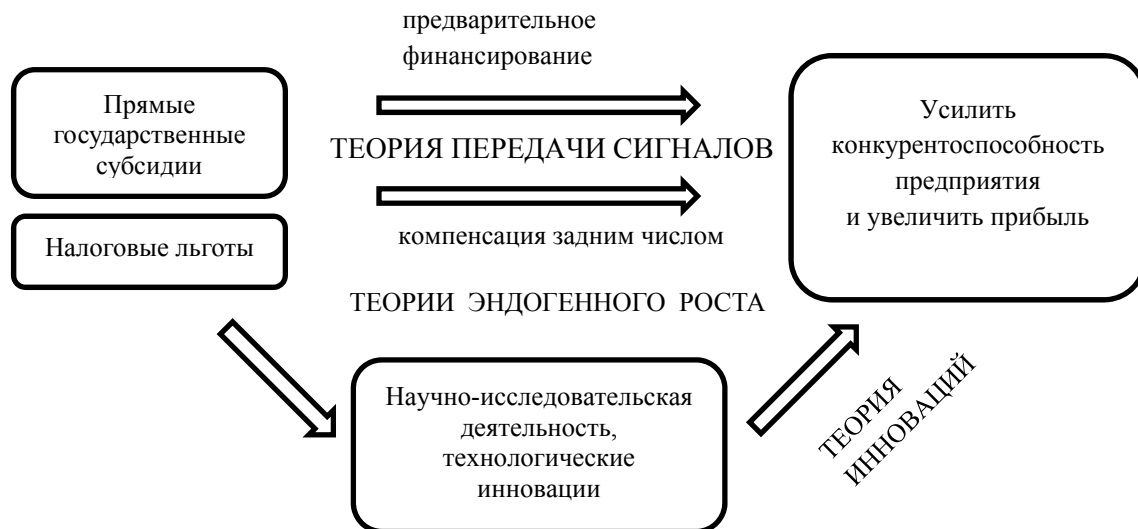 предварительное
финансирование
Прямые
государственные
субсидии
ТЕОРИЯ ПЕРЕДАЧИ СИГНАЛОВ
Усилить
конкурентоспособность
предприятия
и увеличить прибыль
Налоговые льготы
компенсация задним числом
ТЕОРИИ ЭНДОГЕННОГО РОСТА
Научно-исследовательская
деятельность,
технологические
инновации
ТЕОРИЯ
ИННОВАЦИЙ